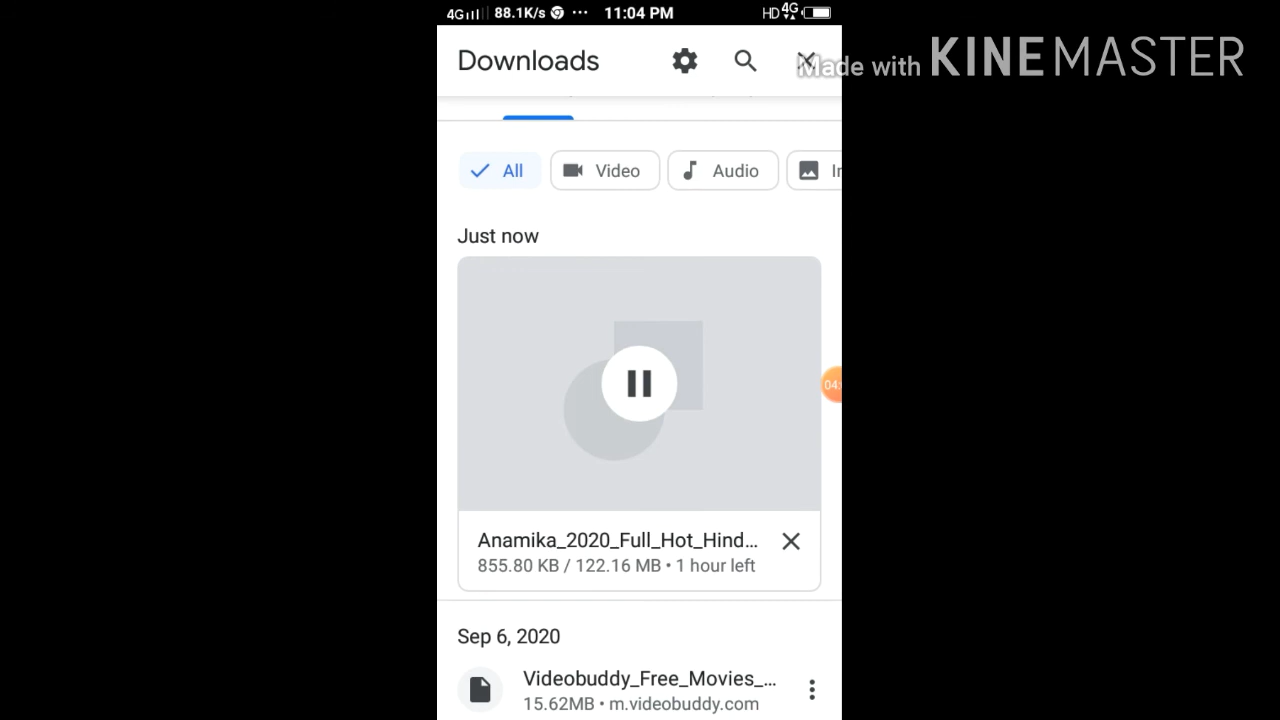 4G 88.1K/s ... 11:04 PM HD 4G
Downloads
Made with KINEMASTER
All Video Audio
Just now
04:
Anamika_2020_Full_Hot_Hind...
855.80 KB / 122.16 MB • 1 hour left
Sep 6, 2020
Videobuddy_Free_Movies_...
15.62MB • m.videobuddy.com